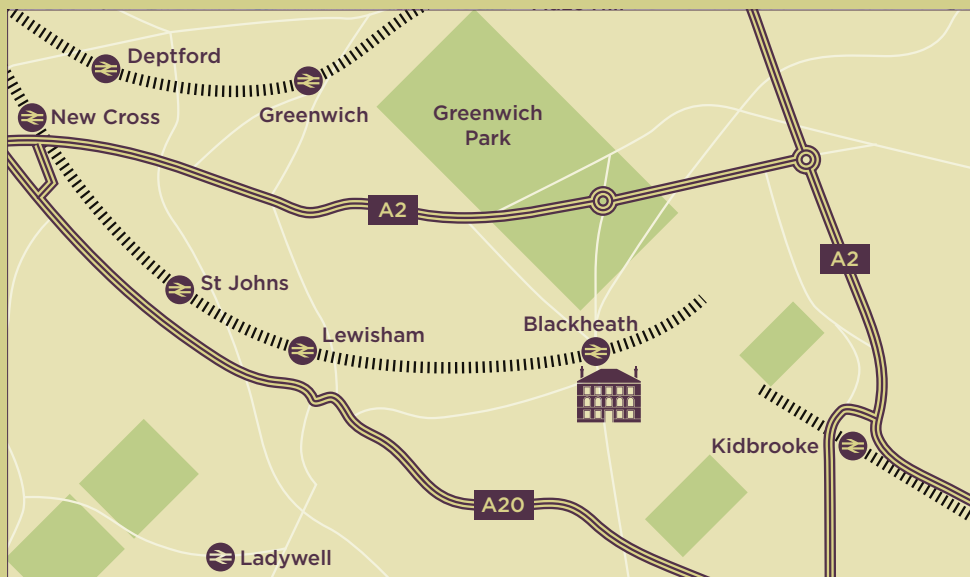 Deptford
New Cross
Greenwich
Greenwich
Park
A2
A2
St Johns
Lewisham
Blackheath
Kidbrooke
A20
Ladywell